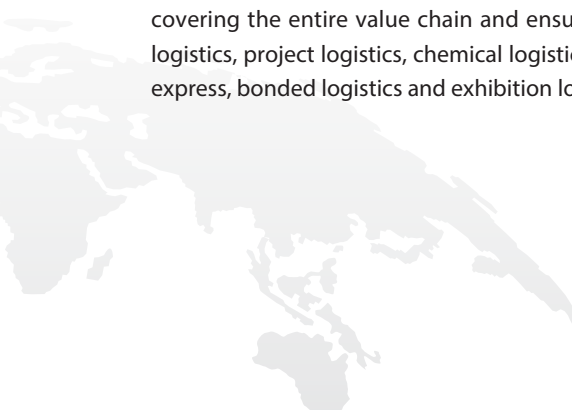 covering the entire value chain and
logistics, project logistics, chemical
express, bonded logistics and exhibition